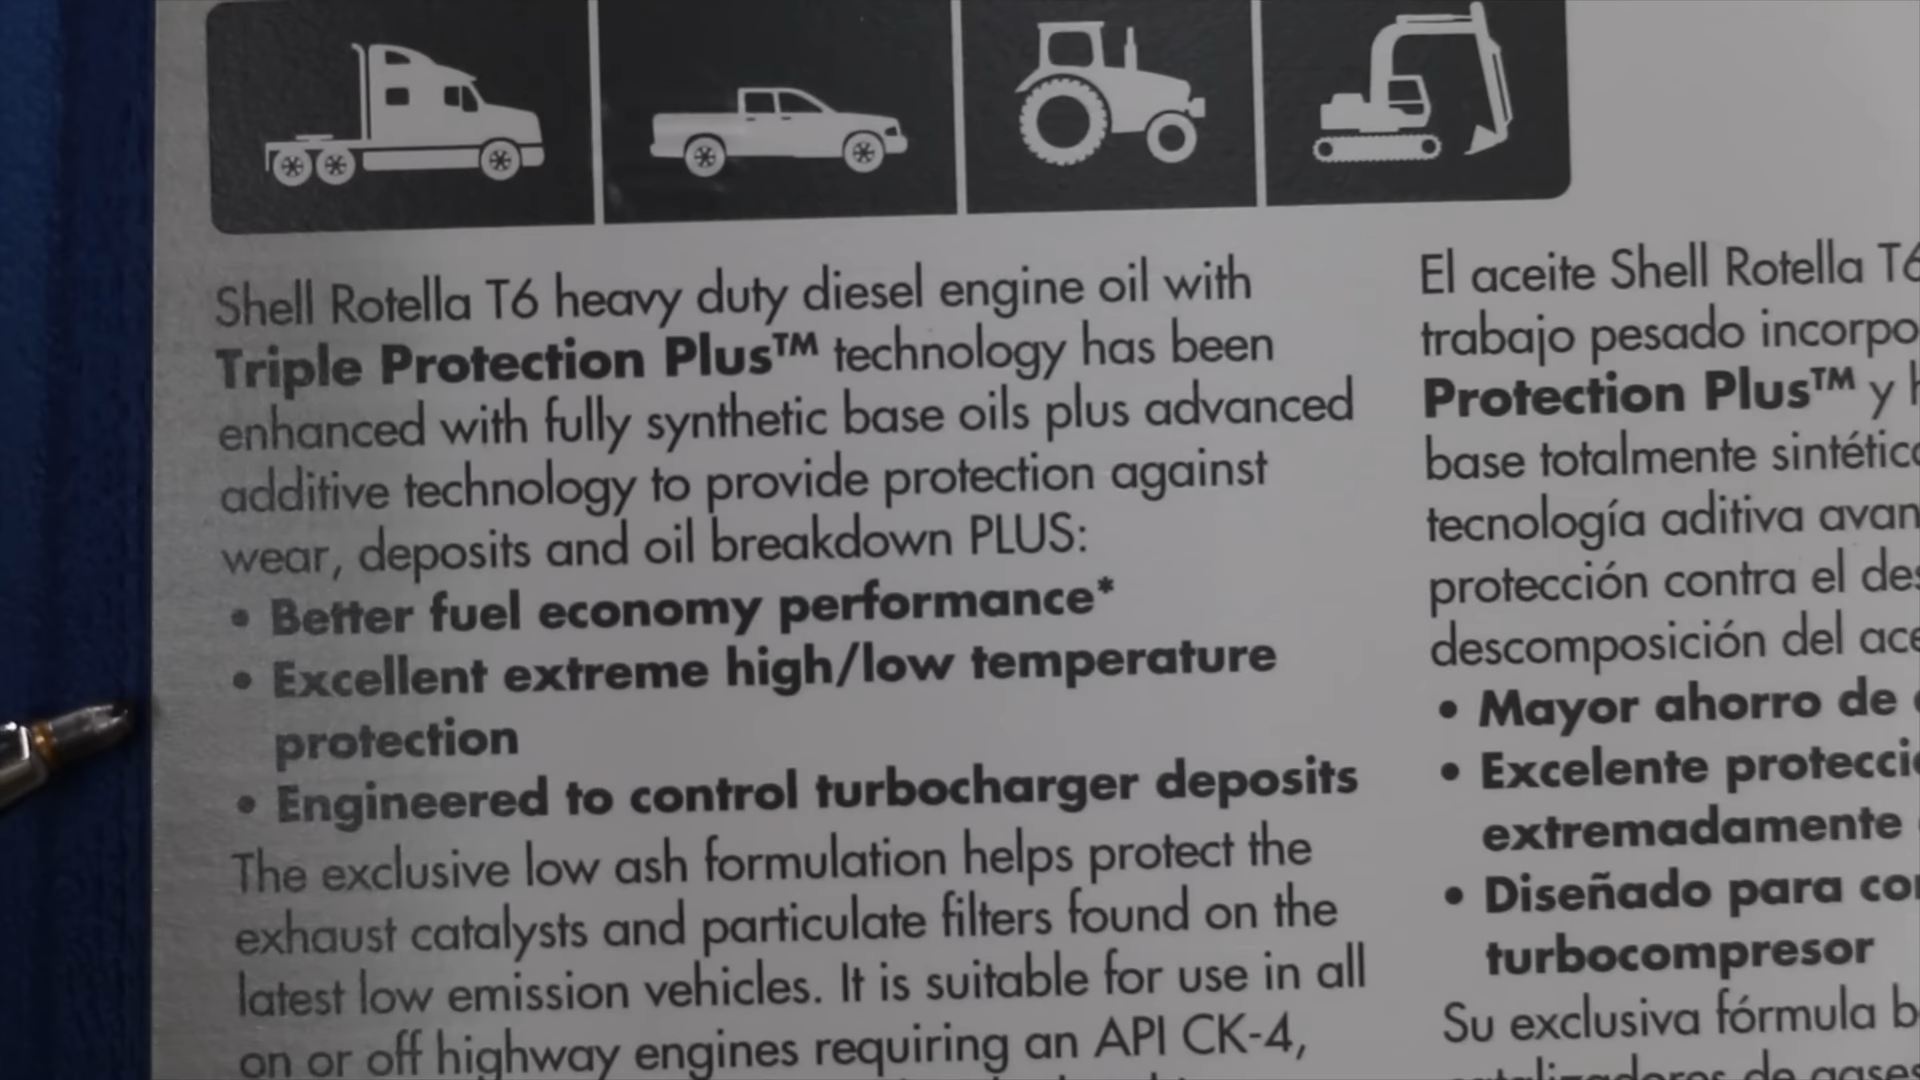 Shell Rotella T6 heavy duty diesel engine oil with
Triple Protection Plus™ technology has been
enhanced with fully synthetic base oils plus advanced
additive technology to provide protection against
wear, deposits and oil breakdown PLUS:
• Better fuel economy performance*
• Excellent extreme high/low temperature
protection
• Engineered to control turbocharger deposits
The exclusive low ash formulation helps protect the
exhaust catalysts and particulate filters found on the
latest low emission vehicles. It is suitable for use in all
on or off highway engines requiring an API CK-4,
El aceite Shell Rotella T6
trabajo pesado
Protection Plus™ y
base totalmente
tecnología aditiva
protección contra el
descomposición del
• Mayor ahorro de
• Excelente
extremadamente
• Diseñado para
turbocompresor
Su exclusiva fórmula
de